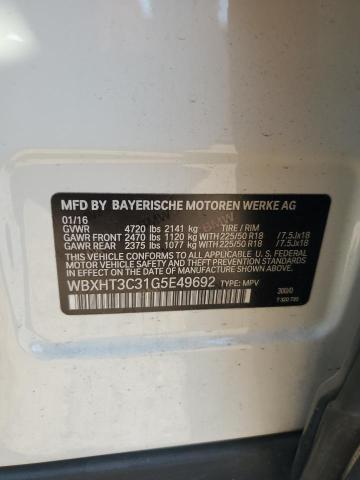 MFD BY BAYERISCHE MOTOREN WERKE AG
01/16
GVWR 4720 lbs 2141 kg TIRE / RIM
GAWR FRONT 2470 lbs 1120 kg WITH 225/50 R18 / 7.5Jx18
GAWR REAR 2375 lbs 1077 kg WITH 225/50 R18 / 7.5Jx18
THIS VEHICLE CONFORMS TO ALL APPLICABLE U.S. FEDERAL
MOTOR VEHICLE SAFETY, BUMPER, AND THEFT
PREVENTION STANDARDS IN EFFECT ON THE DATE OF
MANUFACTURE SHOWN ABOVE.
WBXHT3C31G5E49692 TYPE: MPV 300/0